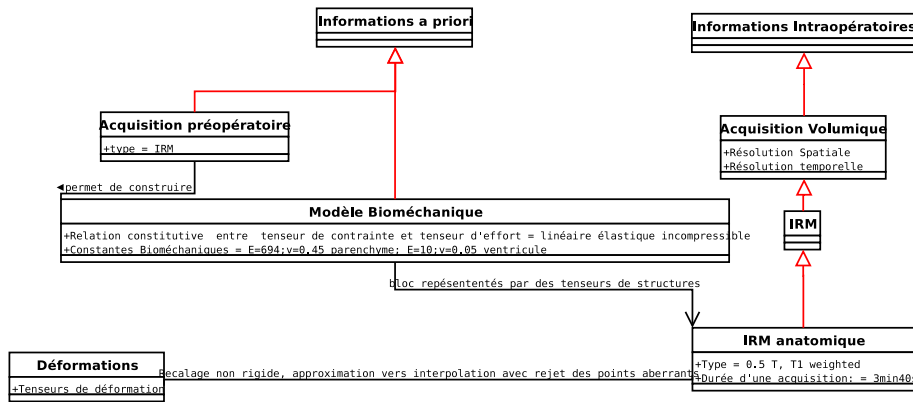 Informations a priori
Informations Intraopératoires
Acquisition préopératoire
+type = IRM
Acquisition Volumique
+Résolution Spatiale
+Résolution temporelle
◄permet de construire
Modèle Bioméchanique
+Relation constitutive entre tenseur de contrainte et tenseur d'effort = linéaire élastique incompressible
+Constantes Bioméchaniques = E=694;v=0.45 parenchyme; E=10;v=0.05 ventricule
IRM
bloc repésententés par des tenseurs de structures
IRM anatomique
+Type = 0.5 T, T1 weighted
+Durée d'une acquisition: = 3min40s
Déformations
+Tenseurs de déformation
Recalage non rigide, approximation vers interpolation avec rejet des points aberrants